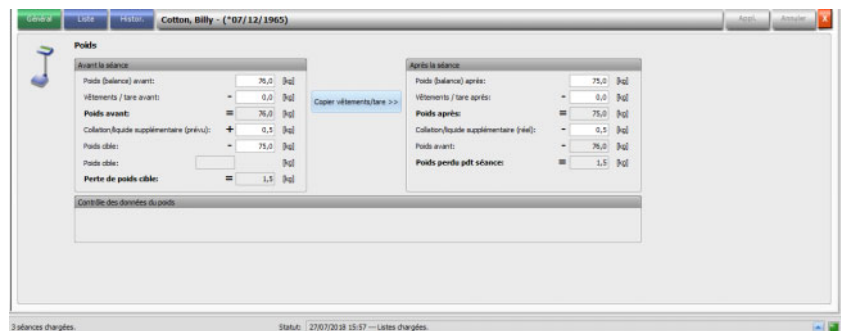 Général Liste Histor. Cotton, Billy - (*07/12/1965) Appl. Annuler X
Poids
Avant la séance
Poids (balance) avant: 76,0 [kg]
Vêtements / tare avant: - 0,0 [kg]
Poids avant: = 76,0 [kg]
Collation/liquide supplémentaire (prévu): + 0,5 [kg]
Poids cible: - 75,0 [kg]
Poids cible: [kg]
Perte de poids cible: = 1,5 [kg]
Copier vêtements/tare >>
Après la séance
Poids (balance) après: 75,0 [kg]
Vêtements / tare après: - 0,0 [kg]
Poids après: = 75,0 [kg]
Collation/liquide supplémentaire (réel): - 0,5 [kg]
Poids avant: - 76,0 [kg]
Poids perdu pdt séance: = 1,5 [kg]
Contrôle des données du poids
3 séances chargées. Statut: 27/07/2018 15:57 --- Listes chargées.